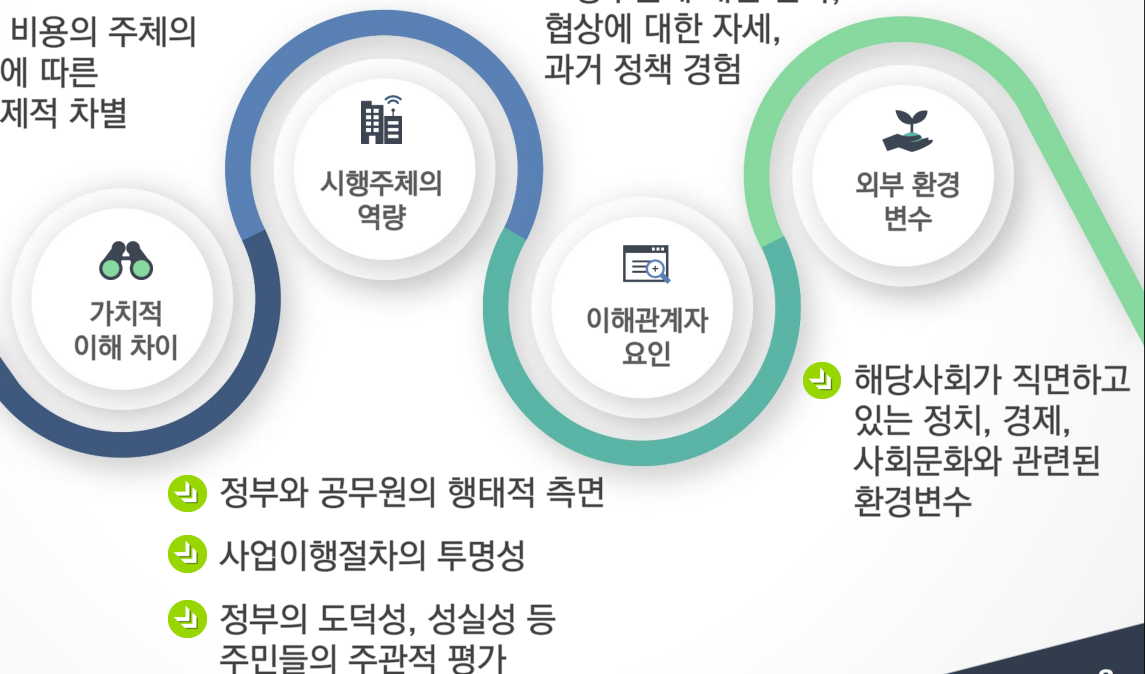 비용의 주체의
에 따른
제적 차별
협상에 대한 자세,
과거 정책 경험
가치적
이해 차이
시행주체의
역량
이해관계자
요인
외부 환경
변수
정부와 공무원의 행태적 측면
사업이행절차의 투명성
정부의 도덕성, 성실성 등
주민들의 주관적 평가
해당사회가 직면하고
있는 정치, 경제,
사회문화와 관련된
환경변수